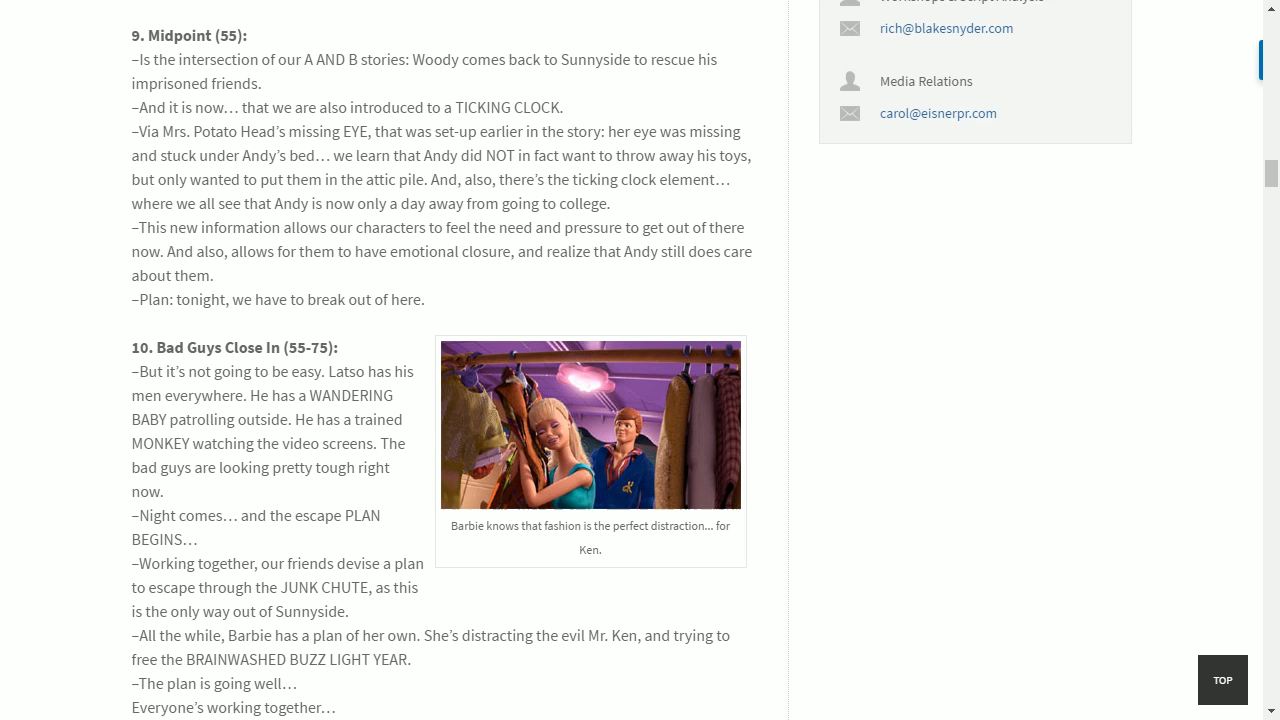 9. Midpoint (55):
–Is the intersection of our A AND B stories: Woody comes back to Sunnyside to rescue his
imprisoned friends.
–And it is now… that we are also introduced to a TICKING CLOCK.
–Via Mrs. Potato Head’s missing EYE, that was set-up earlier in the story: her eye was missing
and stuck under Andy’s bed… we learn that Andy did NOT in fact want to throw away his toys,
but only wanted to put them in the attic pile. And, also, there’s the ticking clock element…
where we all see that Andy is now only a day away from going to college.
–This new information allows our characters to feel the need and pressure to get out of there
now. And also, allows for them to have emotional closure, and realize that Andy still does care
about them.
–Plan: tonight, we have to break out of here.
10. Bad Guys Close In (55-75):
–But it’s not going to be easy. Latso has his
men everywhere. He has a WANDERING
BABY patrolling outside. He has a trained
MONKEY watching the video screens. The
bad guys are looking pretty tough right
now.
–Night comes… and the escape PLAN
BEGINS…
–Working together, our friends devise a plan
to escape through the JUNK CHUTE, as this
is the only way out of Sunnyside.
–All the while, Barbie has a plan of her own. She’s distracting the evil Mr. Ken, and trying to
free the BRAINWASHED BUZZ LIGHT YEAR.
–The plan is going well…
Everyone’s working together…
Barbie knows that fashion is the perfect distraction... for
Ken.
rich@blakesnyder.com
Media Relations
carol@eisnerpr.com
TOP